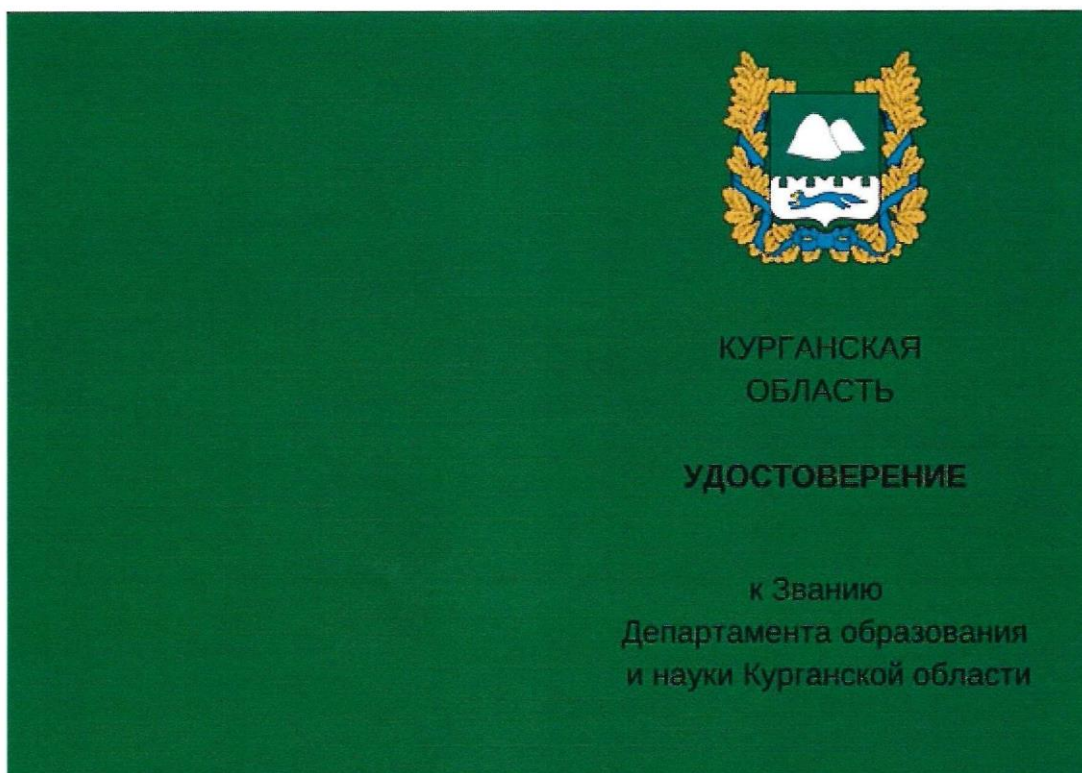 КУРГАНСКАЯ
ОБЛАСТЬ
УДОСТОВЕРЕНИЕ
к Званию
Департамента образования
и науки Курганской области